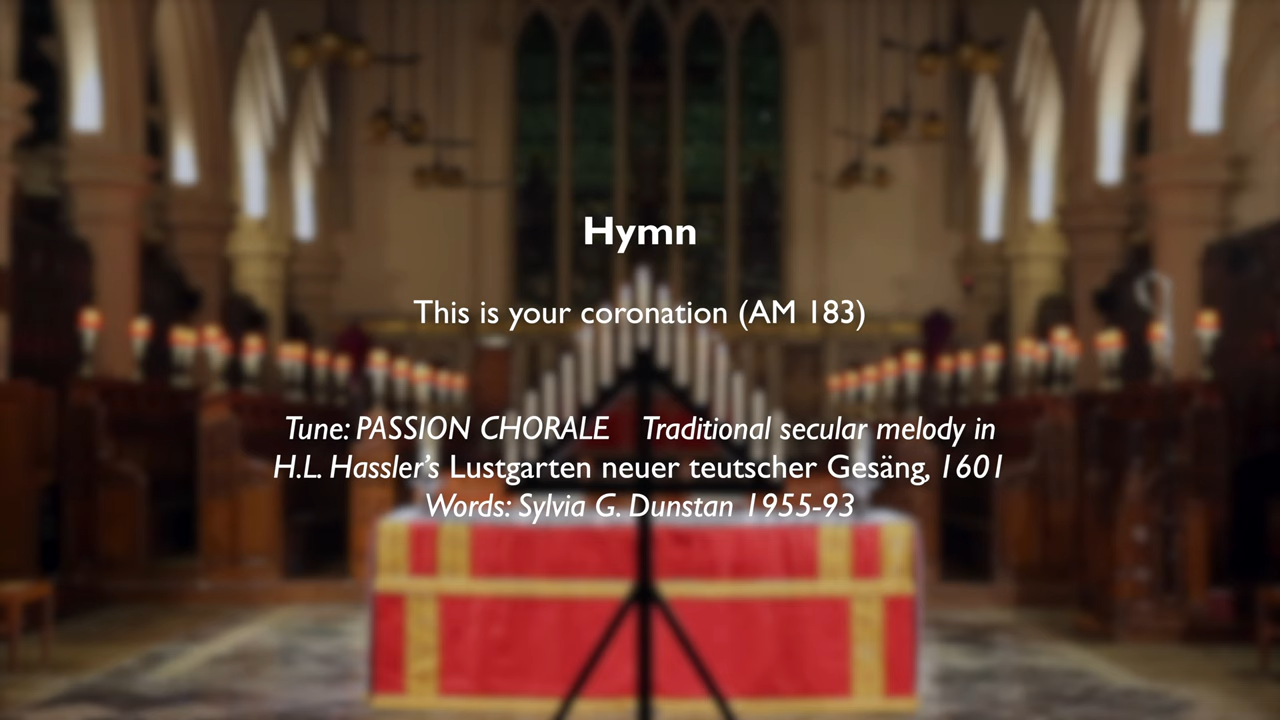 Hymn
This is your coronation (AM 183)
Tune: PASSION CHORALE Traditional secular melody in
H.L. Hassler’s Lustgarten neuer teutscher Gesäng, 1601
Words: Sylvia G. Dunstan 1955-93